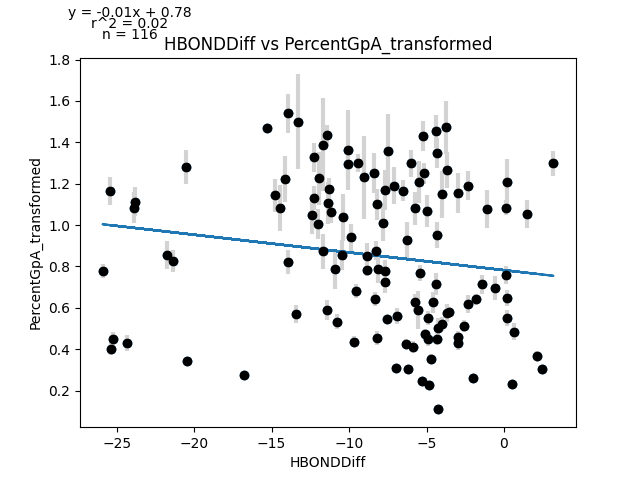 y = -0.01x + 0.78
r^2 = 0.02
n = 116
HBONDDiff vs PercentGpA_transformed
1.8
1.6
1.4
1.2
1.0
0.8
0.6
0.4
0.2
PercentGpA_transformed
−25 −20 −15 −10 −5 0
HBONDDiff